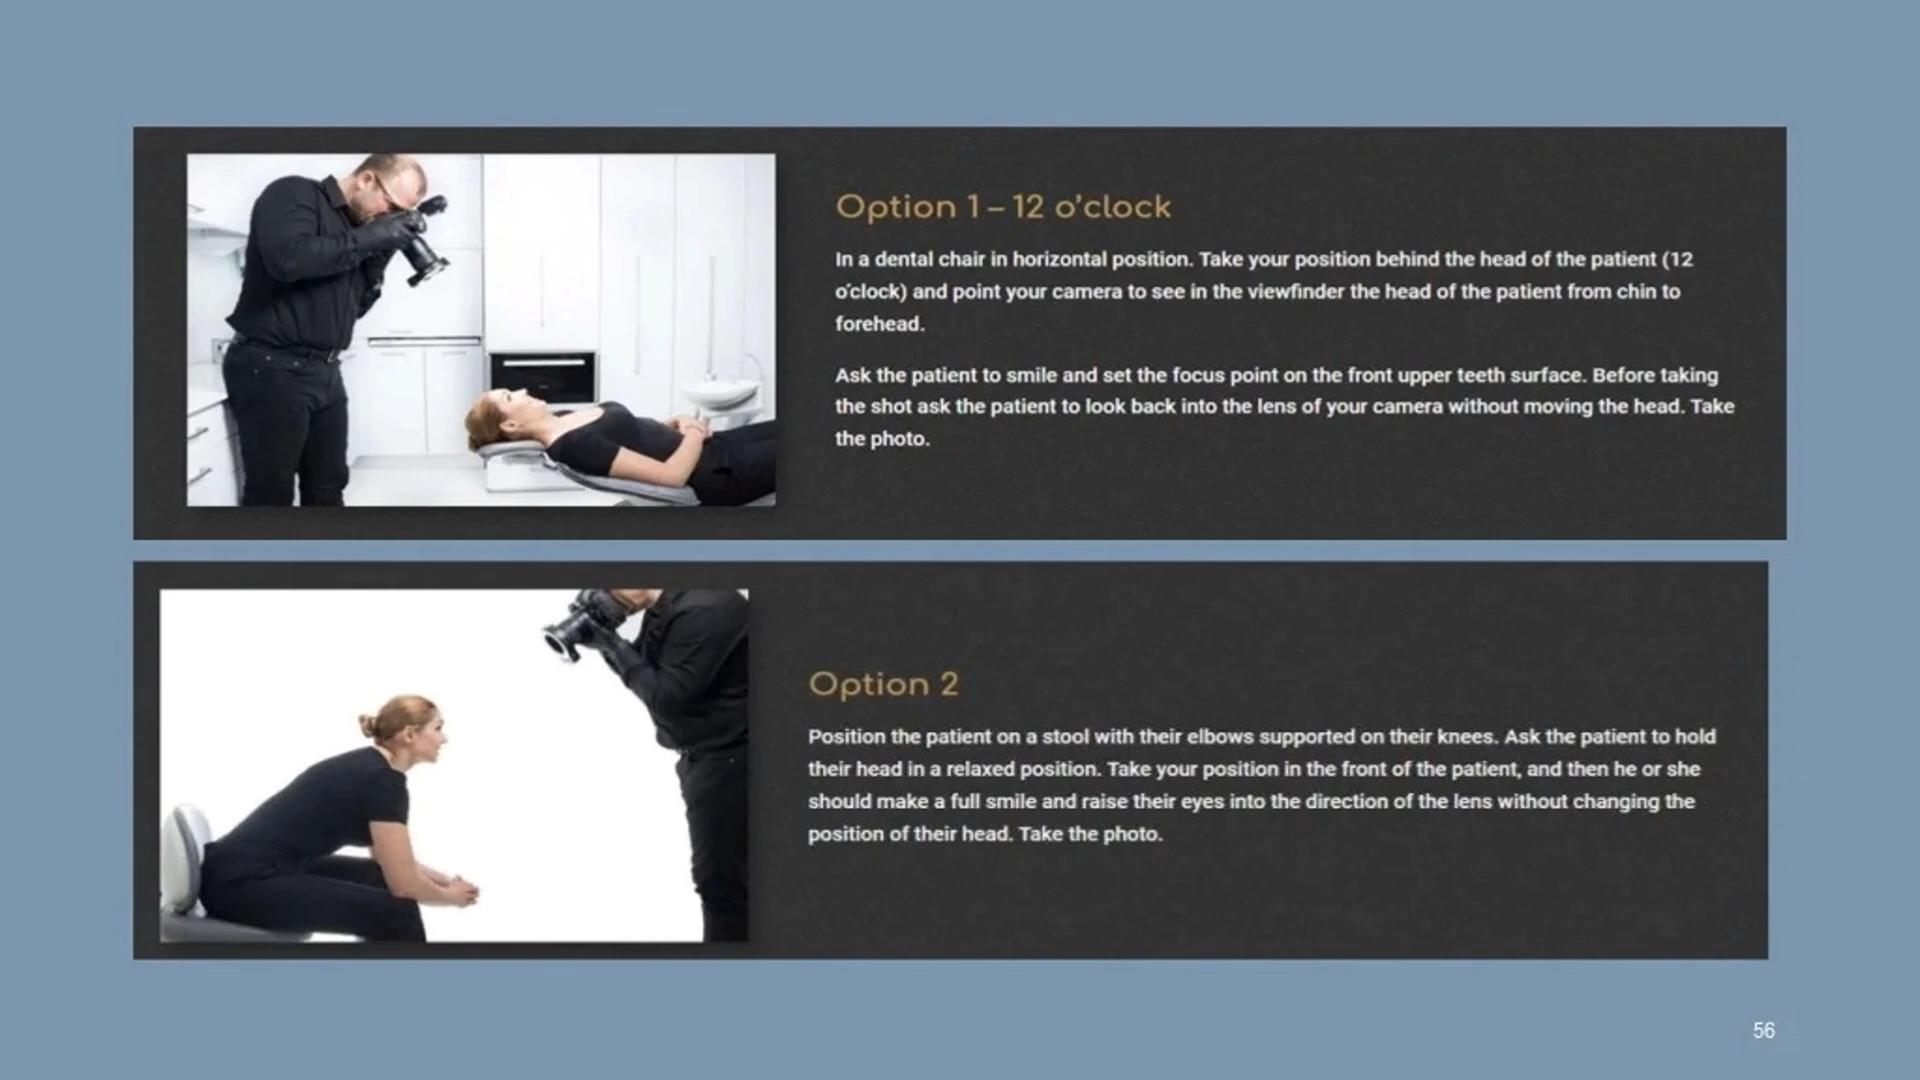 Option 1 – 12 o'clock
In a dental chair in horizontal position. Take your position behind the head of the patient (12
o'clock) and point your camera to see in the viewfinder the head of the patient from chin to
forehead.
Ask the patient to smile and set the focus point on the front upper teeth surface. Before taking
the shot ask the patient to look back into the lens of your camera without moving the head. Take
the photo.
Option 2
Position the patient on a stool with their elbows supported on their knees. Ask the patient to hold
their head in a relaxed position. Take your position in the front of the patient, and then he or she
should make a full smile and raise their eyes into the direction of the lens without changing the
position of their head. Take the photo.
56